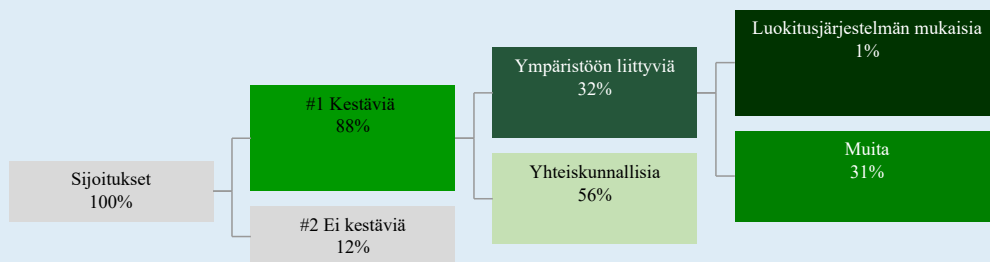 Sijoitukset
100%
#1 Kestäviä
88%
#2 Ei kestäviä
12%
Ympäristöön liittyviä
32%
Yhteiskunnallisia
56%
Luokitusjärjestelmän mukaisia
1%
Muita
31%